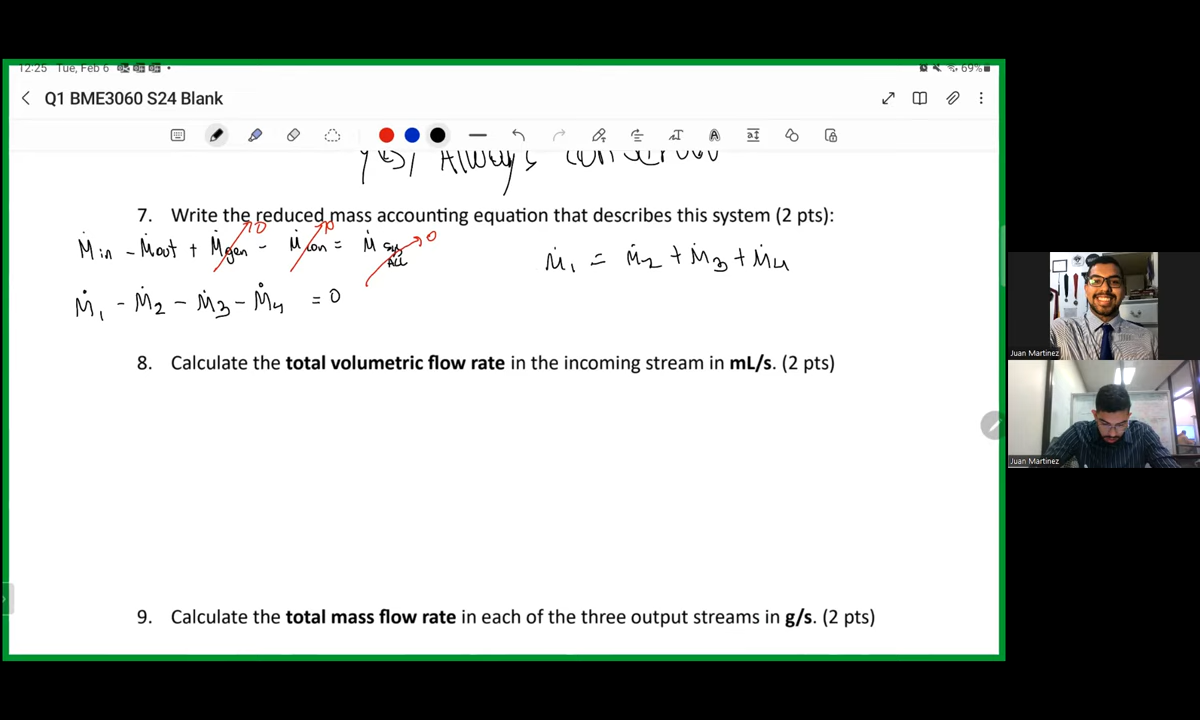 12:25 Tue, Feb 6 69%
Q1 BME3060 S24 Blank
yes, Always conserved
7. Write the reduced mass accounting equation that describes this system (2 pts):
ṁin - ṁout + ṁgen - ṁcon = ṁ sys ACC
0 0 0
ṁ1 = ṁ2 + ṁ3 + ṁ4
ṁ1 - ṁ2 - ṁ3 - ṁ4 = 0
8. Calculate the total volumetric flow rate in the incoming stream in mL/s. (2 pts)
9. Calculate the total mass flow rate in each of the three output streams in g/s. (2 pts)
Juan Martinez
Juan Martinez